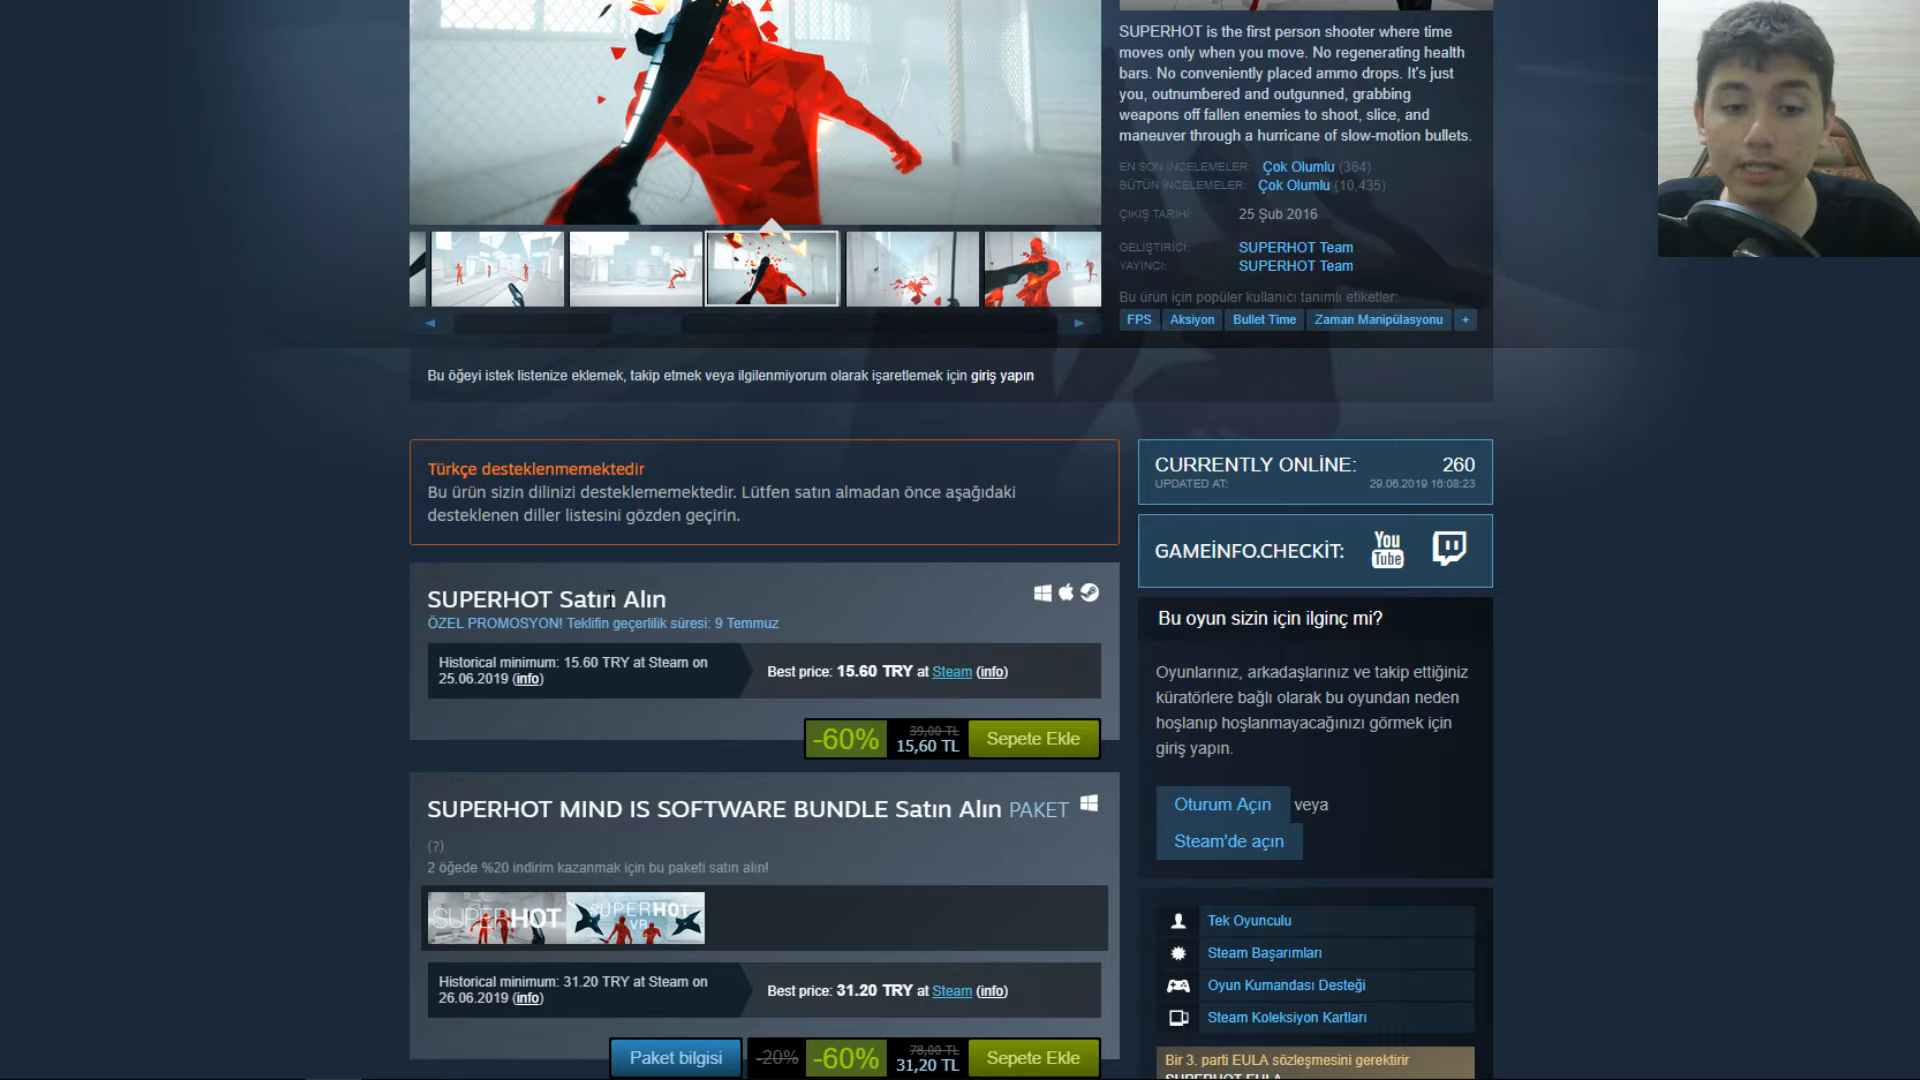 SUPERHOT is the first person shooter where time
moves only when you move. No regenerating health
bars. No conveniently placed ammo drops. It's just
you, outnumbered and outgunned, grabbing
weapons off fallen enemies to shoot, slice, and
maneuver through a hurricane of slow-motion bullets.
EN SON İNCELEMELER: Çok Olumlu (364)
BÜTÜN İNCELEMELER: Çok Olumlu (10,435)
ÇIKIŞ TARİHİ: 25 Şub 2016
GELİŞTİRİCİ: SUPERHOT Team
YAYINCI: SUPERHOT Team
Bu ürün için popüler kullanıcı tanımlı etiketler:
FPS Aksiyon Bullet Time Zaman Manipülasyonu +
Bu öğeyi istek listenize eklemek, takip etmek veya ilgilenmiyorum olarak işaretlemek için giriş yapın
Türkçe desteklenmemektedir
Bu ürün sizin dilinizi desteklememektedir. Lütfen satın almadan önce aşağıdaki
desteklenen diller listesini gözden geçirin.
SUPERHOT Satın Alın
ÖZEL PROMOSYON! Teklifin geçerlilik süresi: 9 Temmuz
Historical minimum: 15.60 TRY at Steam on
25.06.2019 (info)
Best price: 15.60 TRY at Steam (info)
-60% 39,00 TL
15,60 TL
Sepete Ekle
SUPERHOT MIND IS SOFTWARE BUNDLE Satın Alın PAKET
(?)
2 öğede %20 indirim kazanmak için bu paketi satın alın!
SUPERHOT
SUPERHOT
VR
Historical minimum: 31.20 TRY at Steam on
26.06.2019 (info)
Best price: 31.20 TRY at Steam (info)
Paket bilgisi -20% -60% 78,00 TL
31,20 TL
Sepete Ekle
CURRENTLY ONLİNE: 260
UPDATED AT: 29.06.2019 16:08:23
GAMEİNFO.CHECKİT: You
Tube
Bu oyun sizin için ilginç mi?
Oyunlarınız, arkadaşlarınız ve takip ettiğiniz
küratörlere bağlı olarak bu oyundan neden
hoşlanıp hoşlanmayacağınızı görmek için
giriş yapın.
Oturum Açın veya
Steam'de açın
Tek Oyunculu
Steam Başarımları
Oyun Kumandası Desteği
Steam Koleksiyon Kartları
Bir 3. parti EULA sözleşmesini gerektirir
SUPERHOT EULA